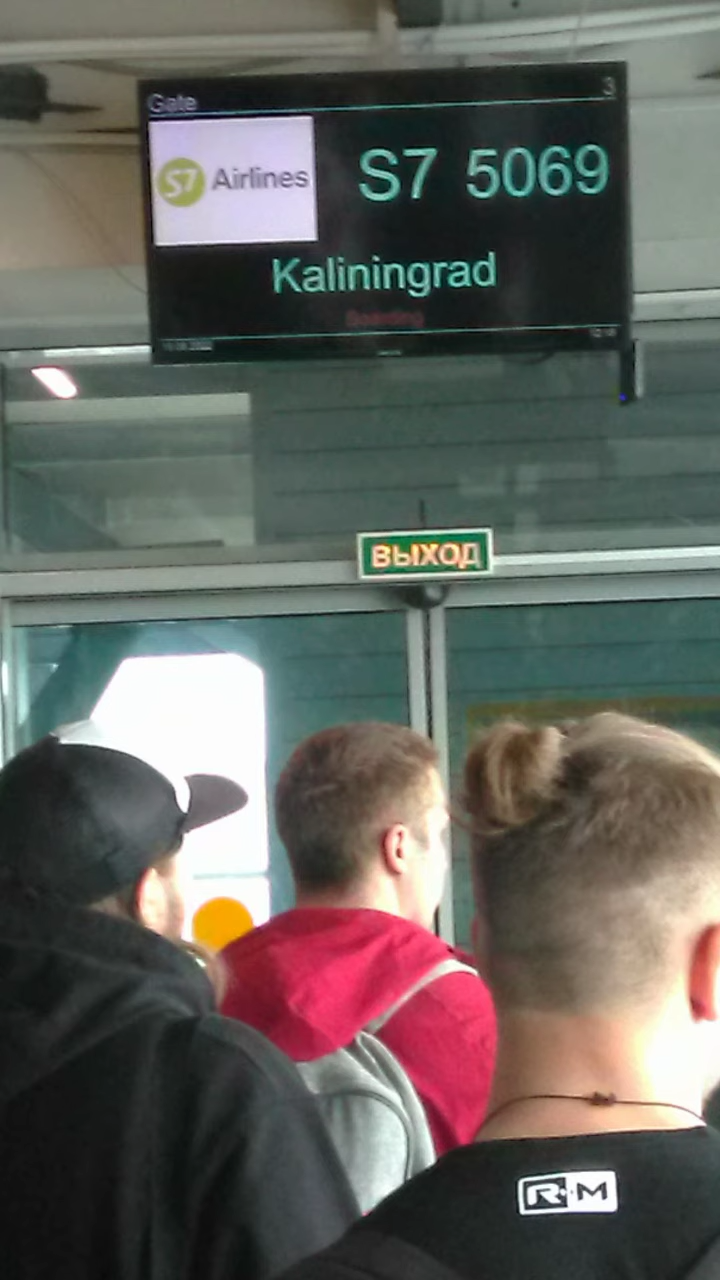 Gate 3
S7 Airlines S7 5069
Kaliningrad
Boarding
ВЫХОД
R·M